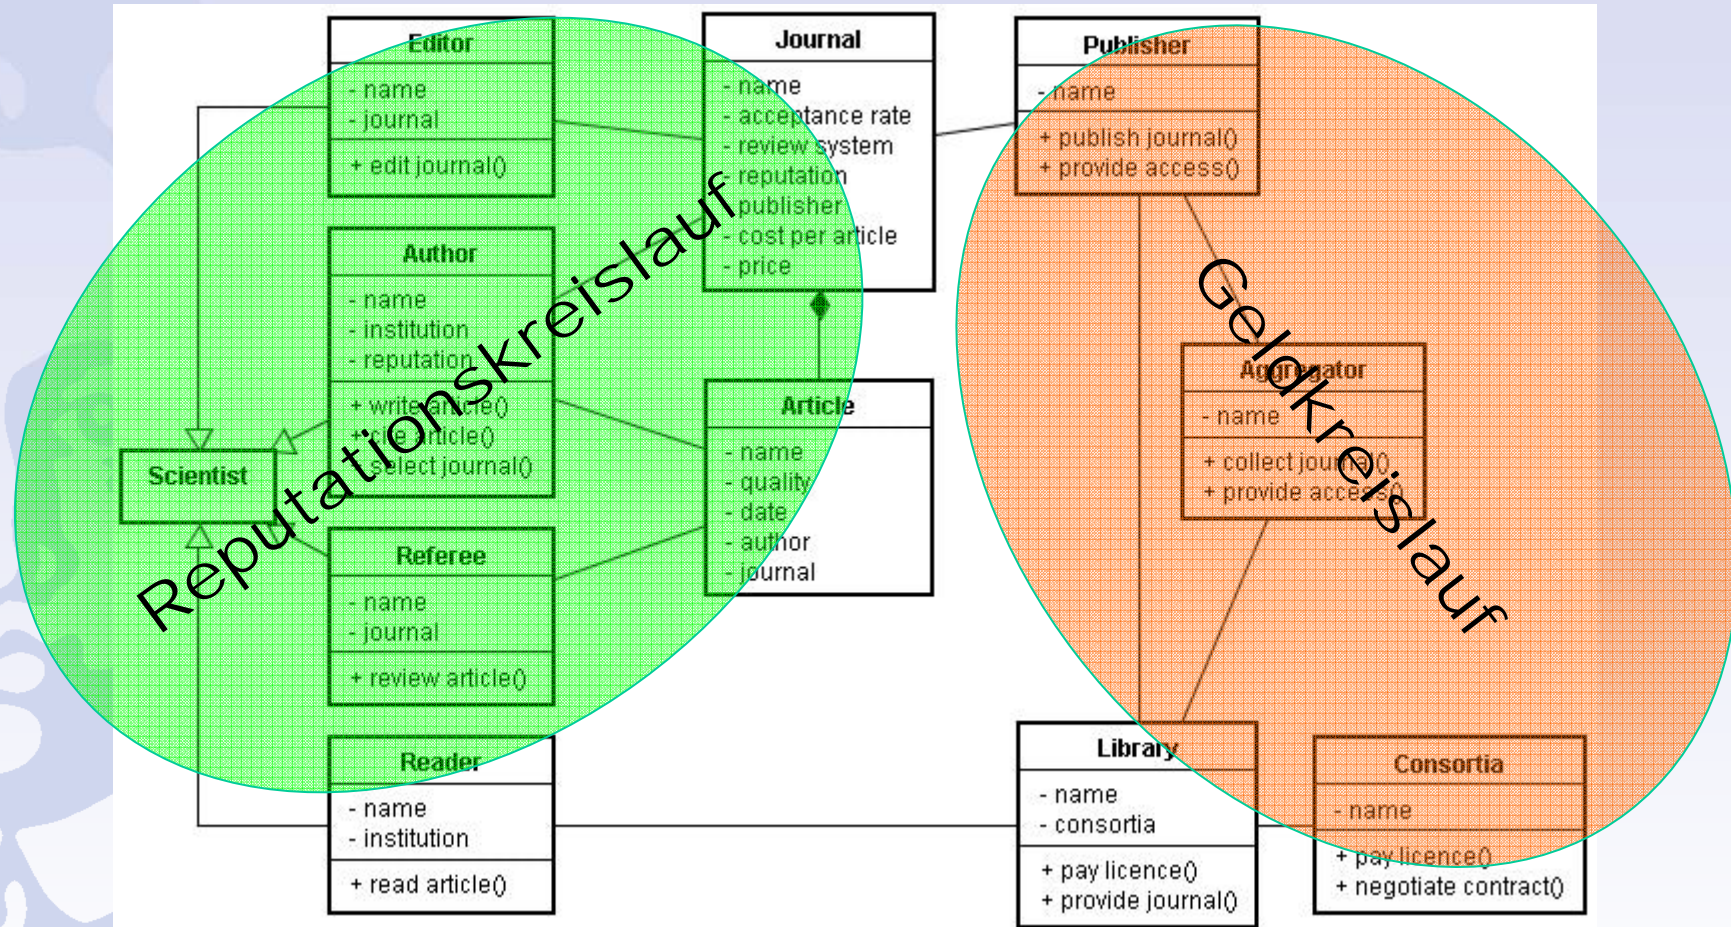 Editor
- name
- journal
+ edit journal()
Journal
- name
- acceptance rate
- review system
- reputation
- publisher
- cost per article
- price
Publisher
- name
+ publish journal()
+ provide access()
Author
- name
- institution
- reputation
+ write article()
+ cite article()
+ select journal()
Reputationskreislauf
Geldkreislauf
Aggregator
- name
+ collect journal()
+ provide access()
Article
- name
- quality
- date
- author
- journal
Scientist
Referee
- name
- journal
+ review article()
Reader
- name
- institution
+ read article()
Library
- name
- consortia
+ pay licence()
+ provide journal()
Consortia
- name
+ pay licence()
+ negotiate contract()